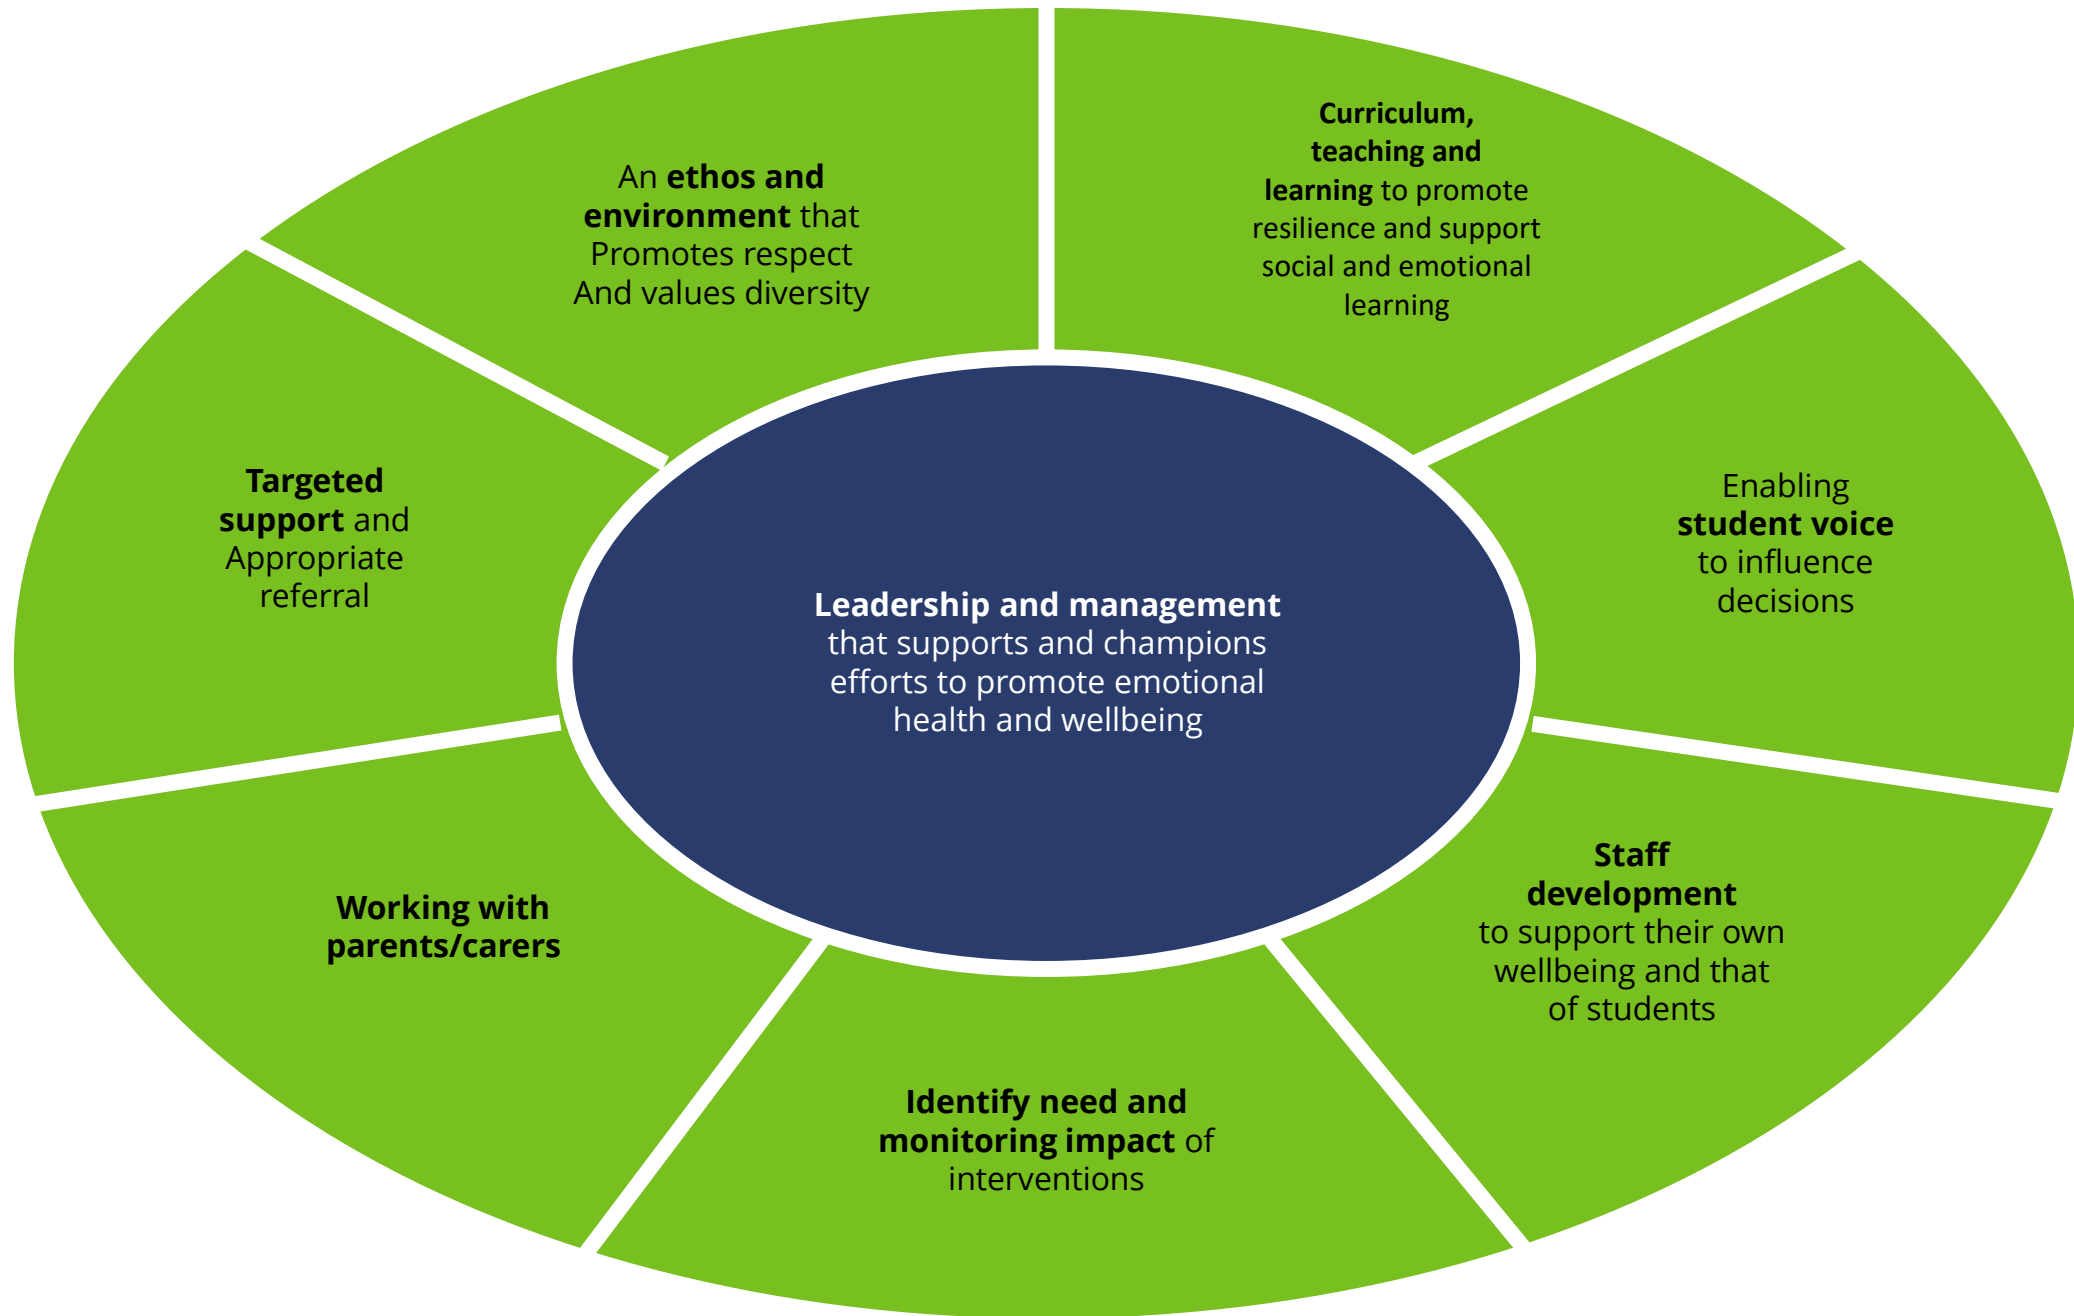 An ethos and
environment that
Promotes respect
And values diversity
Curriculum,
teaching and
learning to promote
resilience and support
social and emotional
learning
Enabling
student voice
to influence
decisions
Staff
development
to support their own
wellbeing and that
of students
Identify need and
monitoring impact of
interventions
Working with
parents/carers
Targeted
support and
Appropriate
referral
Leadership and management
that supports and champions
efforts to promote emotional
health and wellbeing